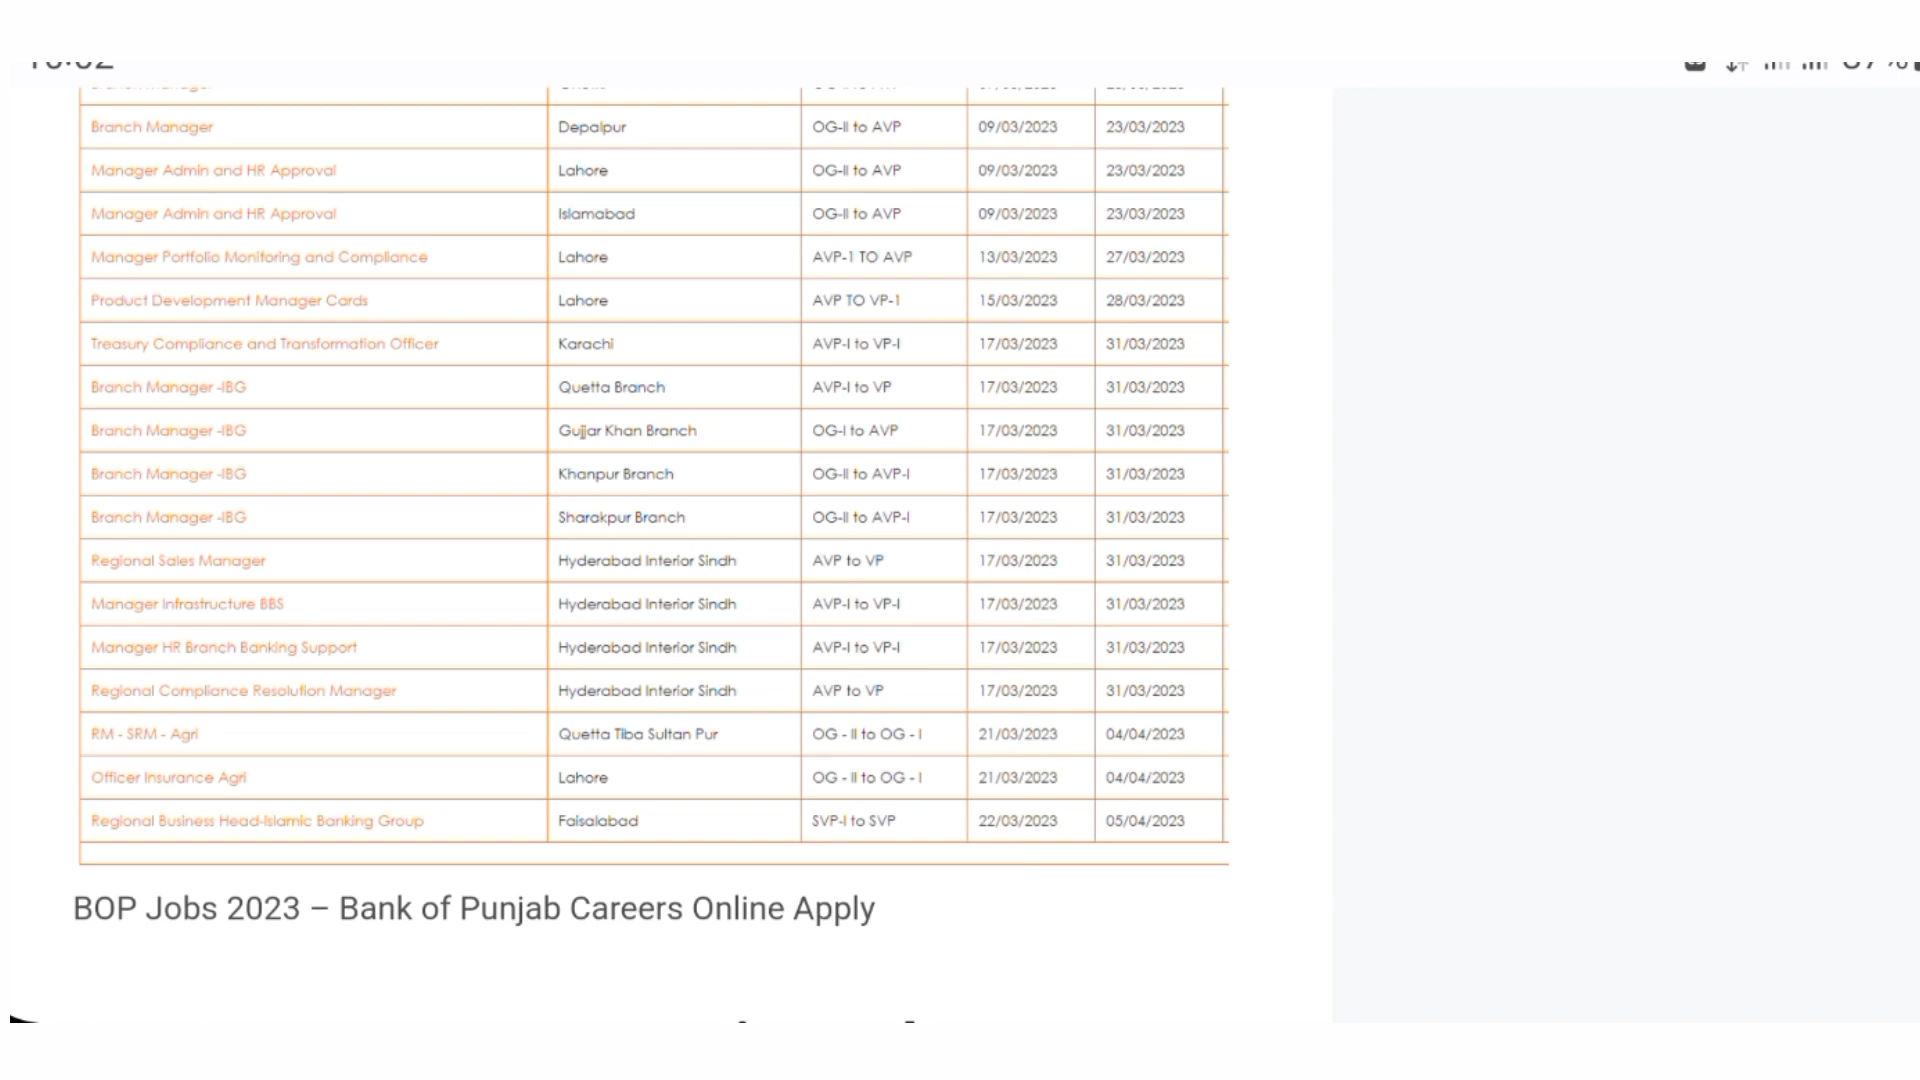 Branch Manager Depalpur OG-II to AVP 09/03/2023 23/03/2023
Manager Admin and HR Approval Lahore OG-II to AVP 09/03/2023 23/03/2023
Manager Admin and HR Approval Islamabad OG-II to AVP 09/03/2023 23/03/2023
Manager Portfolio Monitoring and Compliance Lahore AVP-1 TO AVP 13/03/2023 27/03/2023
Product Development Manager Cards Lahore AVP TO VP-1 15/03/2023 28/03/2023
Treasury Compliance and Transformation Officer Karachi AVP-I to VP-I 17/03/2023 31/03/2023
Branch Manager -IBG Quetta Branch AVP-I to VP 17/03/2023 31/03/2023
Branch Manager -IBG Gujjar Khan Branch OG-I to AVP 17/03/2023 31/03/2023
Branch Manager -IBG Khanpur Branch OG-II to AVP-I 17/03/2023 31/03/2023
Branch Manager -IBG Sharakpur Branch OG-II to AVP-I 17/03/2023 31/03/2023
Regional Sales Manager Hyderabad Interior Sindh AVP to VP 17/03/2023 31/03/2023
Manager Infrastructure BBS Hyderabad Interior Sindh AVP-I to VP-I 17/03/2023 31/03/2023
Manager HR Branch Banking Support Hyderabad Interior Sindh AVP-I to VP-I 17/03/2023 31/03/2023
Regional Compliance Resolution Manager Hyderabad Interior Sindh AVP to VP 17/03/2023 31/03/2023
RM - SRM - Agri Quetta Tiba Sultan Pur OG - II to OG - I 21/03/2023 04/04/2023
Officer Insurance Agri Lahore OG - II to OG - I 21/03/2023 04/04/2023
Regional Business Head-Islamic Banking Group Faisalabad SVP-I to SVP 22/03/2023 05/04/2023
BOP Jobs 2023 – Bank of Punjab Careers Online Apply